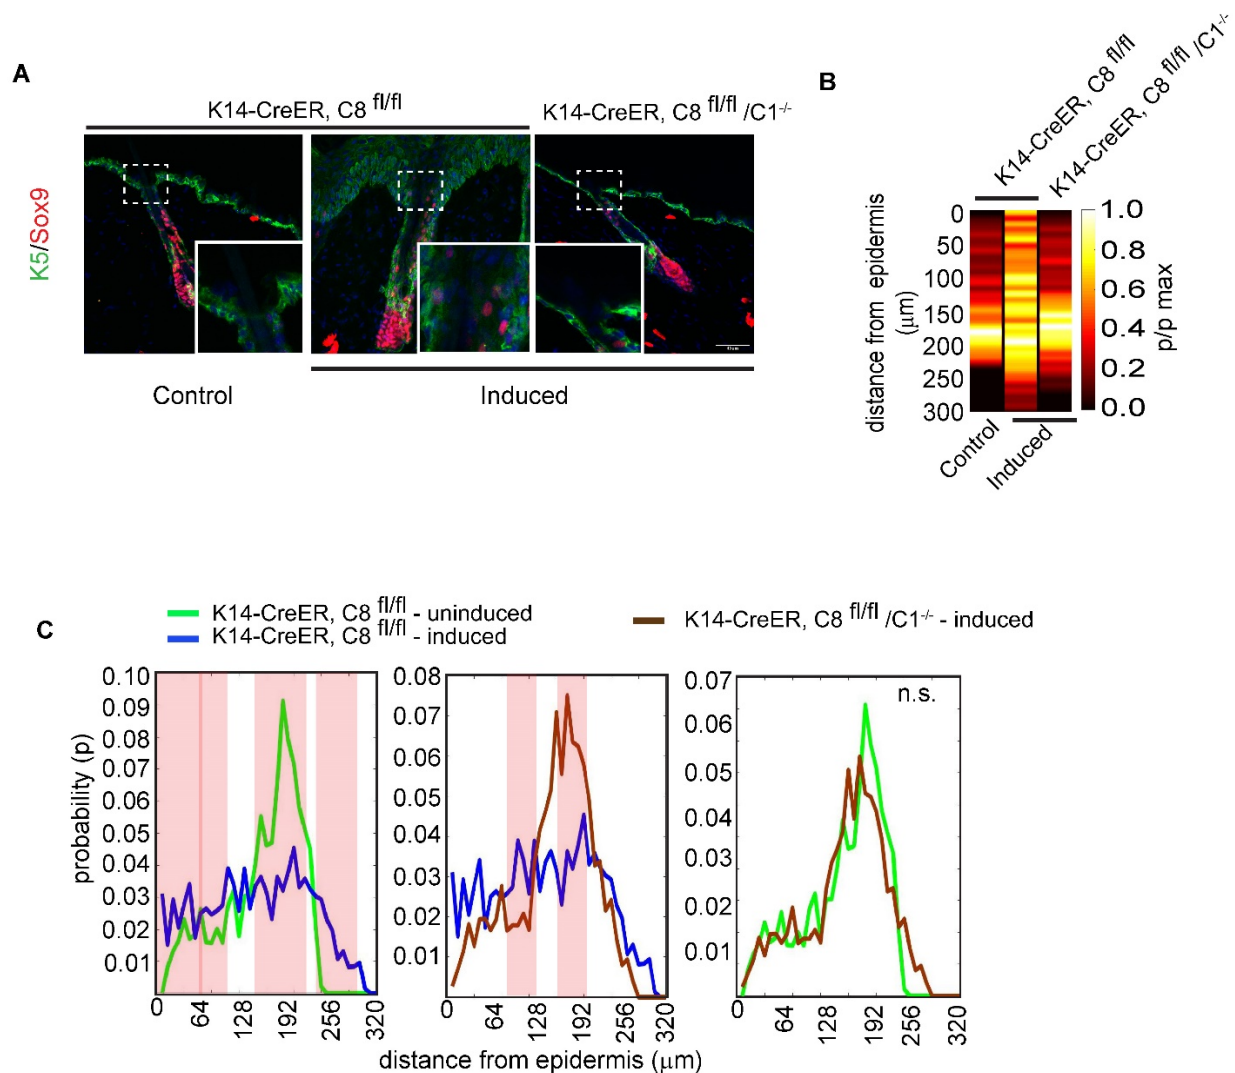 A
K14-CreER, C8 fl/fl
K14-CreER, C8 fl/fl /C1-/-
K5/Sox9
Control
Induced
B
K14-CreER, C8 fl/fl
K14-CreER, C8 fl/fl /C1-/-
distance from epidermis
(μm)
0
50
100
150
200
250
300
1.0
0.8
0.6
0.4
0.2
0.0
p/p max
Control
Induced
C
K14-CreER, C8 fl/fl - uninduced
K14-CreER, C8 fl/fl - induced
K14-CreER, C8 fl/fl /C1-/- - induced
probability (p)
0.10
0.09
0.08
0.07
0.06
0.05
0.04
0.03
0.02
0.01
0
64
128
192
256
320
0.08
0.07
0.06
0.05
0.04
0.03
0.02
0.01
0
64
128
192
256
320
n.s.
0.07
0.06
0.05
0.04
0.03
0.02
0.01
0
64
128
192
256
320
distance from epidermis (μm)